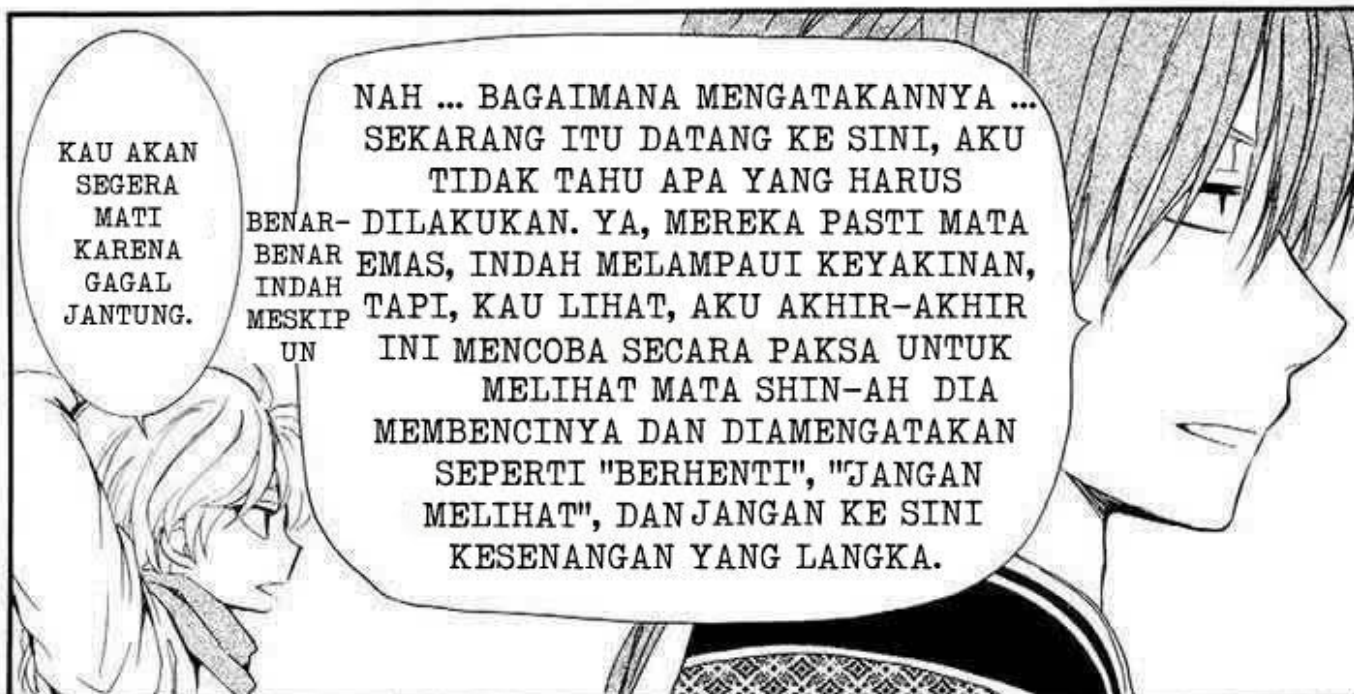 NAH ... BAGAIMANA MENGATAKANNYA ...
SEKARANG ITU DATANG KE SINI, AKU
TIDAK TAHU APA YANG HARUS
DILAKUKAN. YA, MEREKA PASTI MATA
EMAS, INDAH MELAMPAUI KEYAKINAN,
TAPI, KAU LIHAT, AKU AKHIR-AKHIR
INI MENCOBA SECARA PAKSA UNTUK
MELIHAT MATA SHIN-AH DIA
MEMBENCINYA DAN DIAMENGATAKAN
SEPERTI "BERHENTI", "JANGAN
MELIHAT", DAN JANGAN KE SINI
KESENANGAN YANG LANGKA.
BENAR-
BENAR
INDAH
MESKIP
UN
KAU AKAN
SEGERA
MATI
KARENA
GAGAL
JANTUNG.